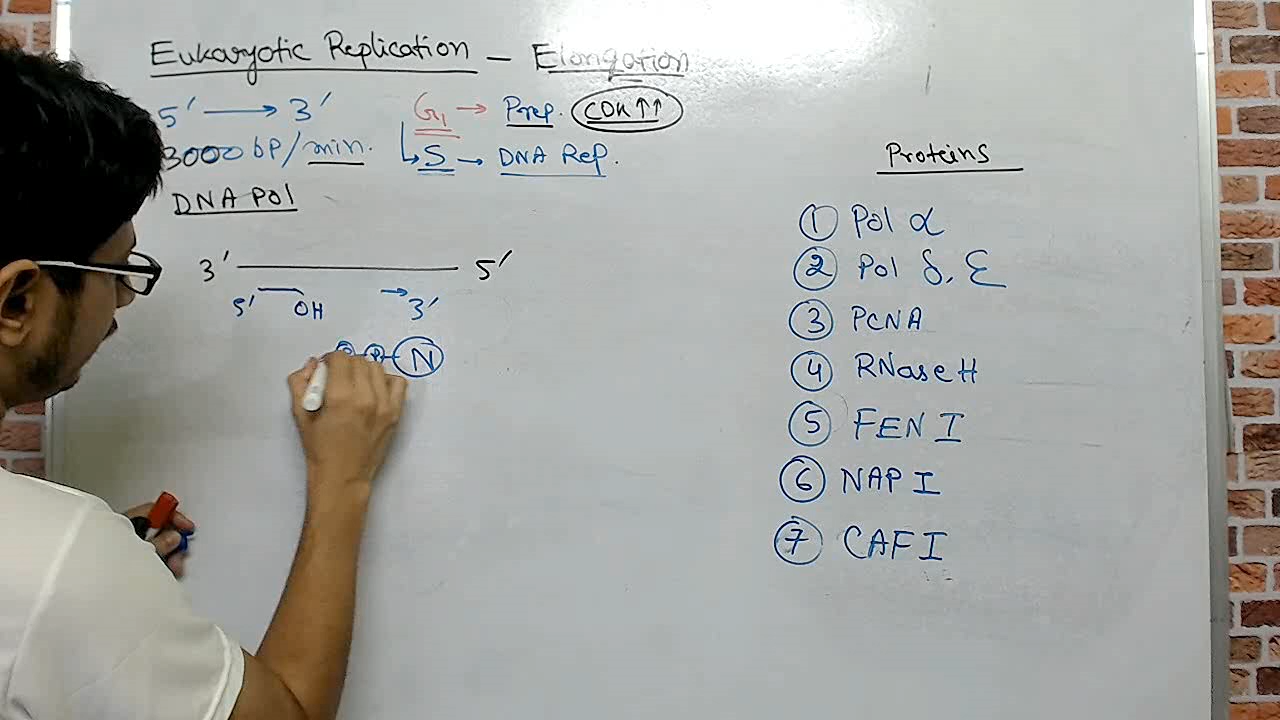 Eukaryotic Replication – Elongation
5′ → 3′
G1 → Prep. CDK↑↑
3000 bp/min.
S → DNA Rep.
DNA Pol
3′ 5′
5′ OH 3′
P P N
Proteins
① Pol α
② Pol δ, ε
③ PCNA
④ RNase H
⑤ FEN I
⑥ NAP I
⑦ CAF I